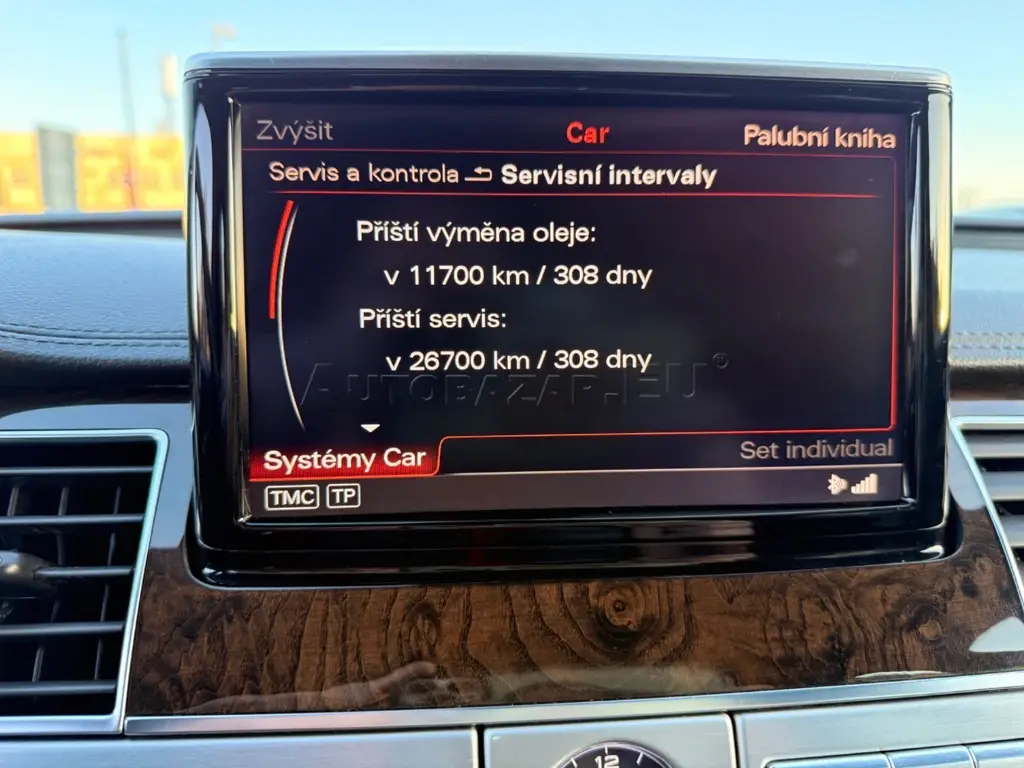 Zvýšit Car Palubní kniha
Servis a kontrola Servisní intervaly
Příští výměna oleje:
v 11700 km / 308 dny
Příští servis:
v 26700 km / 308 dny
AUTOBAZAR.EU®
Systémy Car Set individual
TMC TP
12